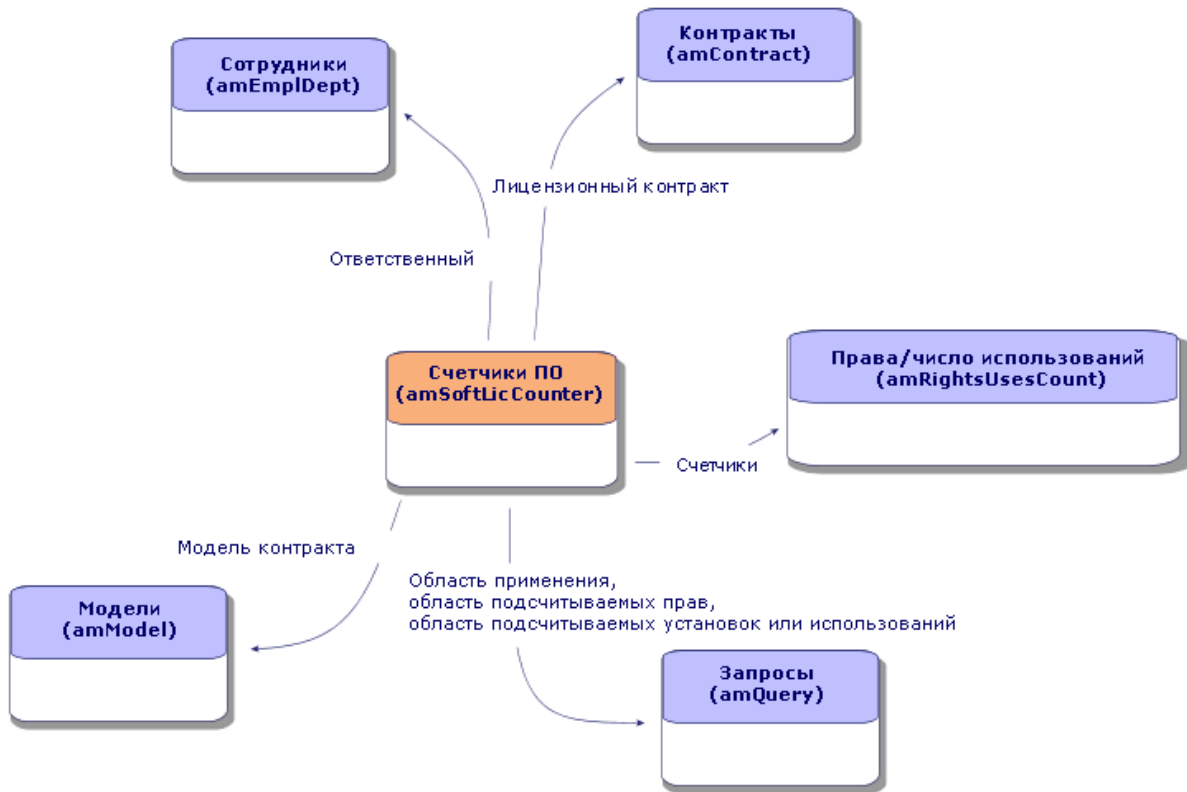 Контракты
(amContract)
Сотрудники
(amEmplDept)
Лицензионный контракт
Ответственный
Счетчики ПО
(amSoftLicCounter)
Права/число использований
(amRightsUsesCount)
Счетчики
Модель контракта
Область применения,
область подсчитываемых прав,
область подсчитываемых установок или использований
Модели
(amModel)
Запросы
(amQuery)